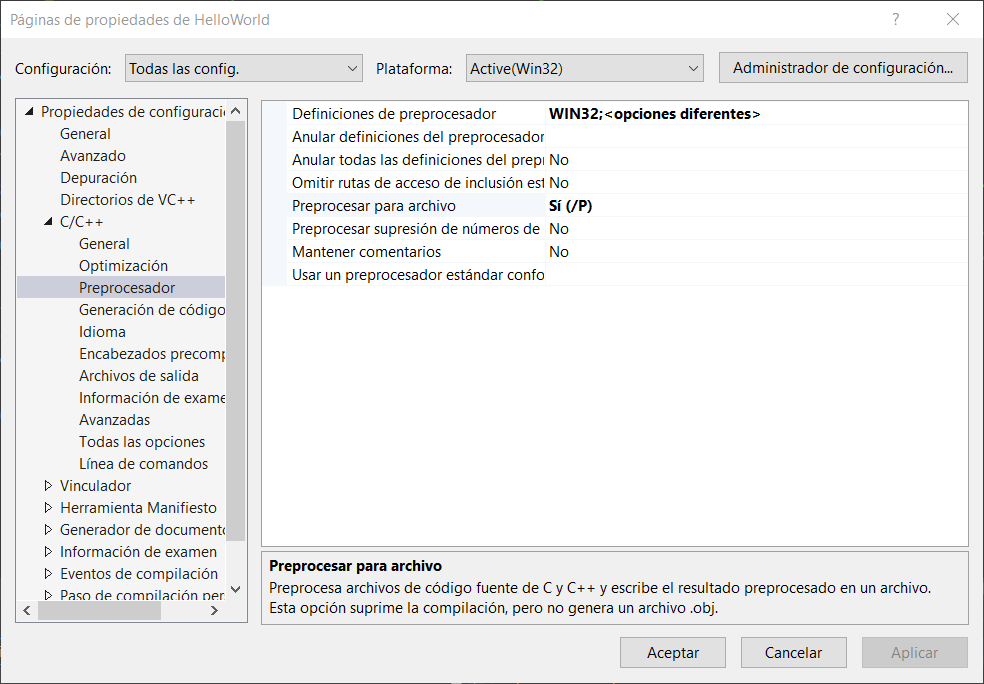 Páginas de propiedades de HelloWorld
?
Configuración: Todas las config. Plataforma: Active(Win32) Administrador de configuración...
Propiedades de configuraci
General
Avanzado
Depuración
Directorios de VC++
C/C++
General
Optimización
Preprocesador
Generación de código
Idioma
Encabezados precomp
Archivos de salida
Información de exame
Avanzadas
Todas las opciones
Línea de comandos
Vinculador
Herramienta Manifiesto
Generador de documento
Información de examen
Eventos de compilación
Paso de compilación per
Definiciones de preprocesador WIN32;<opciones diferentes>
Anular definiciones del preprocesador
Anular todas las definiciones del prep No
Omitir rutas de acceso de inclusión est No
Preprocesar para archivo Sí (/P)
Preprocesar supresión de números de No
Mantener comentarios No
Usar un preprocesador estándar confo
Preprocesar para archivo
Preprocesa archivos de código fuente de C y C++ y escribe el resultado preprocesado en un archivo.
Esta opción suprime la compilación, pero no genera un archivo .obj.
Aceptar Cancelar Aplicar